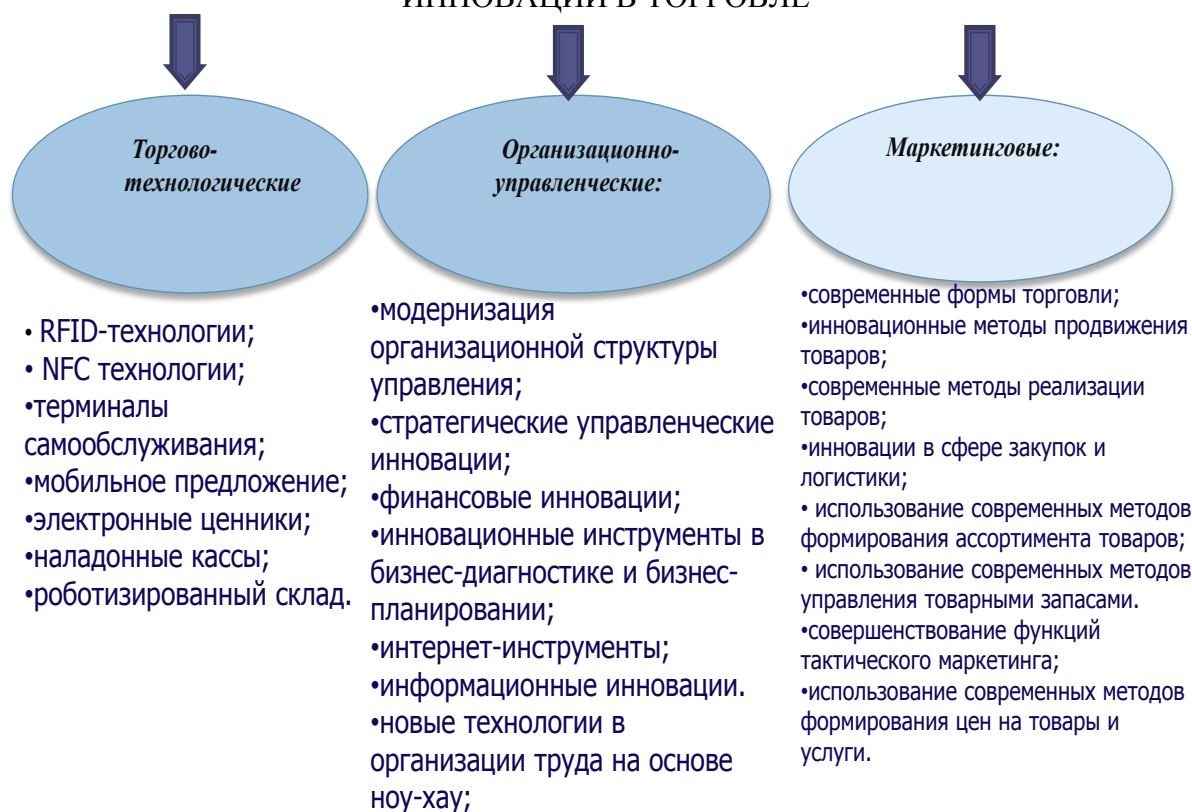 ИННОВАЦИИ В ТОРГОВЛЕ
Торгово-
технологические
• RFID-технологии;
• NFC технологии;
•терминалы
самообслуживания;
•мобильное предложение;
•электронные ценники;
•наладонные кассы;
•роботизированный склад.
Организационно-
управленческие:
•модернизация
организационной структуры
управления;
•стратегические управленческие
инновации;
•финансовые инновации;
•инновационные инструменты в
бизнес-диагностике и бизнес-
планировании;
•интернет-инструменты;
•информационные инновации.
•новые технологии в
организации труда на основе
ноу-хау;
Маркетинговые:
•современные формы торговли;
•инновационные методы продвижения
товаров;
•современные методы реализации
товаров;
•инновации в сфере закупок и
логистики;
• использование современных методов
формирования ассортимента товаров;
• использование современных методов
управления товарными запасами.
•совершенствование функций
тактического маркетинга;
•использование современных методов
формирования цен на товары и
услуги.